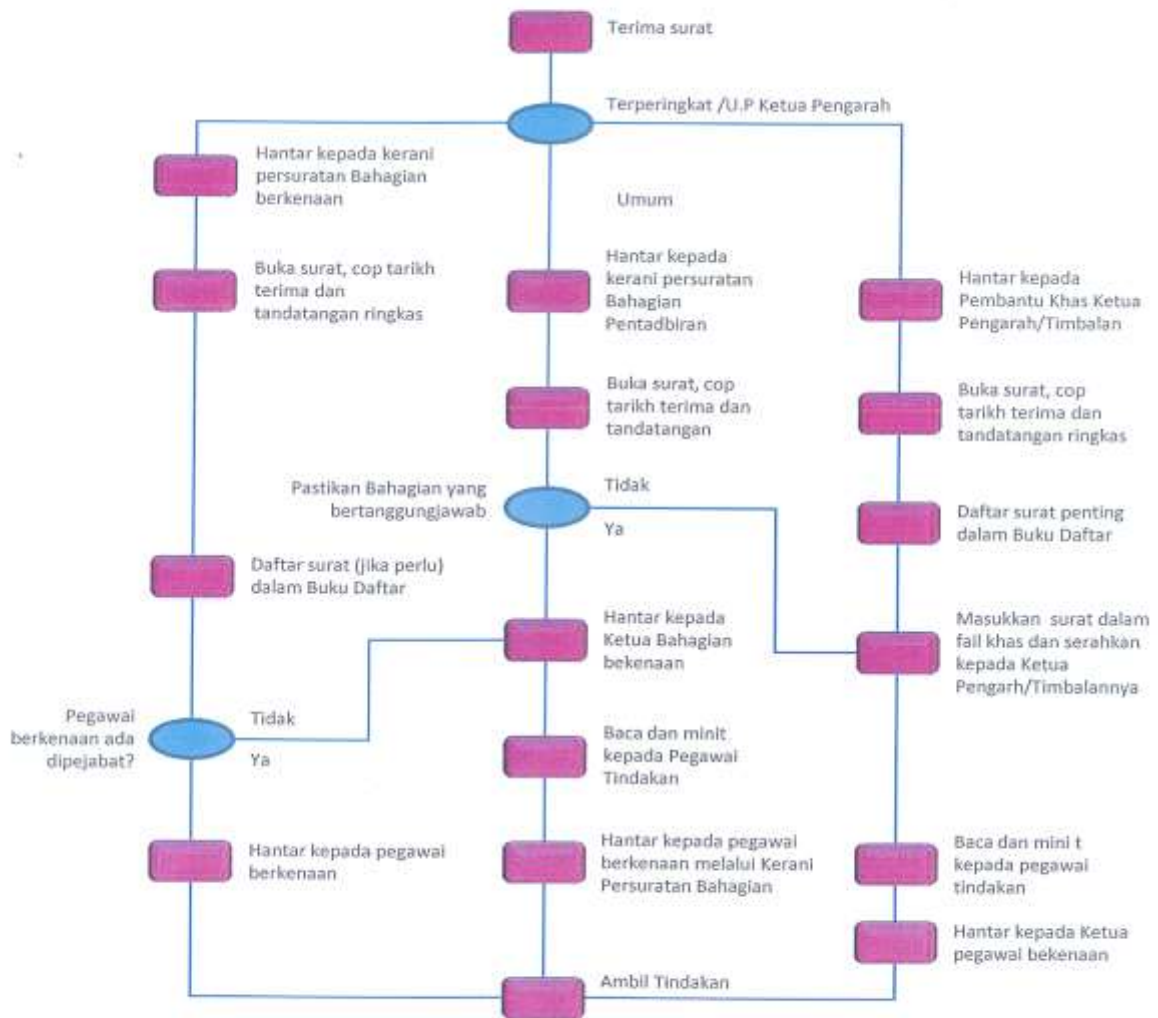 Terima surat
Terperingkat /U.P Ketua Pengarah
Hantar kepada kerani
persuratan Bahagian
berkenaan
Umum
Buka surat, cop tarikh
terima dan
tandatangan ringkas
Hantar kepada
kerani persuratan
Bahagian
Pentadbiran
Hantar kepada
Pembantu Khas Ketua
Pengarah/Timbalan
Buka surat, cop
tarikh terima dan
tandatangan
Buka surat, cop
tarikh terima dan
tandatangan ringkas
Pastikan Bahagian yang
bertanggungjawab
Tidak
Ya
Daftar surat penting
dalam Buku Daftar
Daftar surat (jika perlu)
dalam Buku Daftar
Hantar kepada
Ketua Bahagian
bekenaan
Masukkan surat dalam
fail khas dan serahkan
kepada Ketua
Pengarh/Timbalannya
Pegawai
berkenaan ada
dipejabat?
Tidak
Ya
Baca dan minit
kepada Pegawai
Tindakan
Hantar kepada pegawai
berkenaan
Hantar kepada pegawai
berkenaan melalui Kerani
Persuratan Bahagian
Baca dan mini t
kepada pegawai
tindakan
Hantar kepada Ketua
pegawai bekenaan
Ambil Tindakan